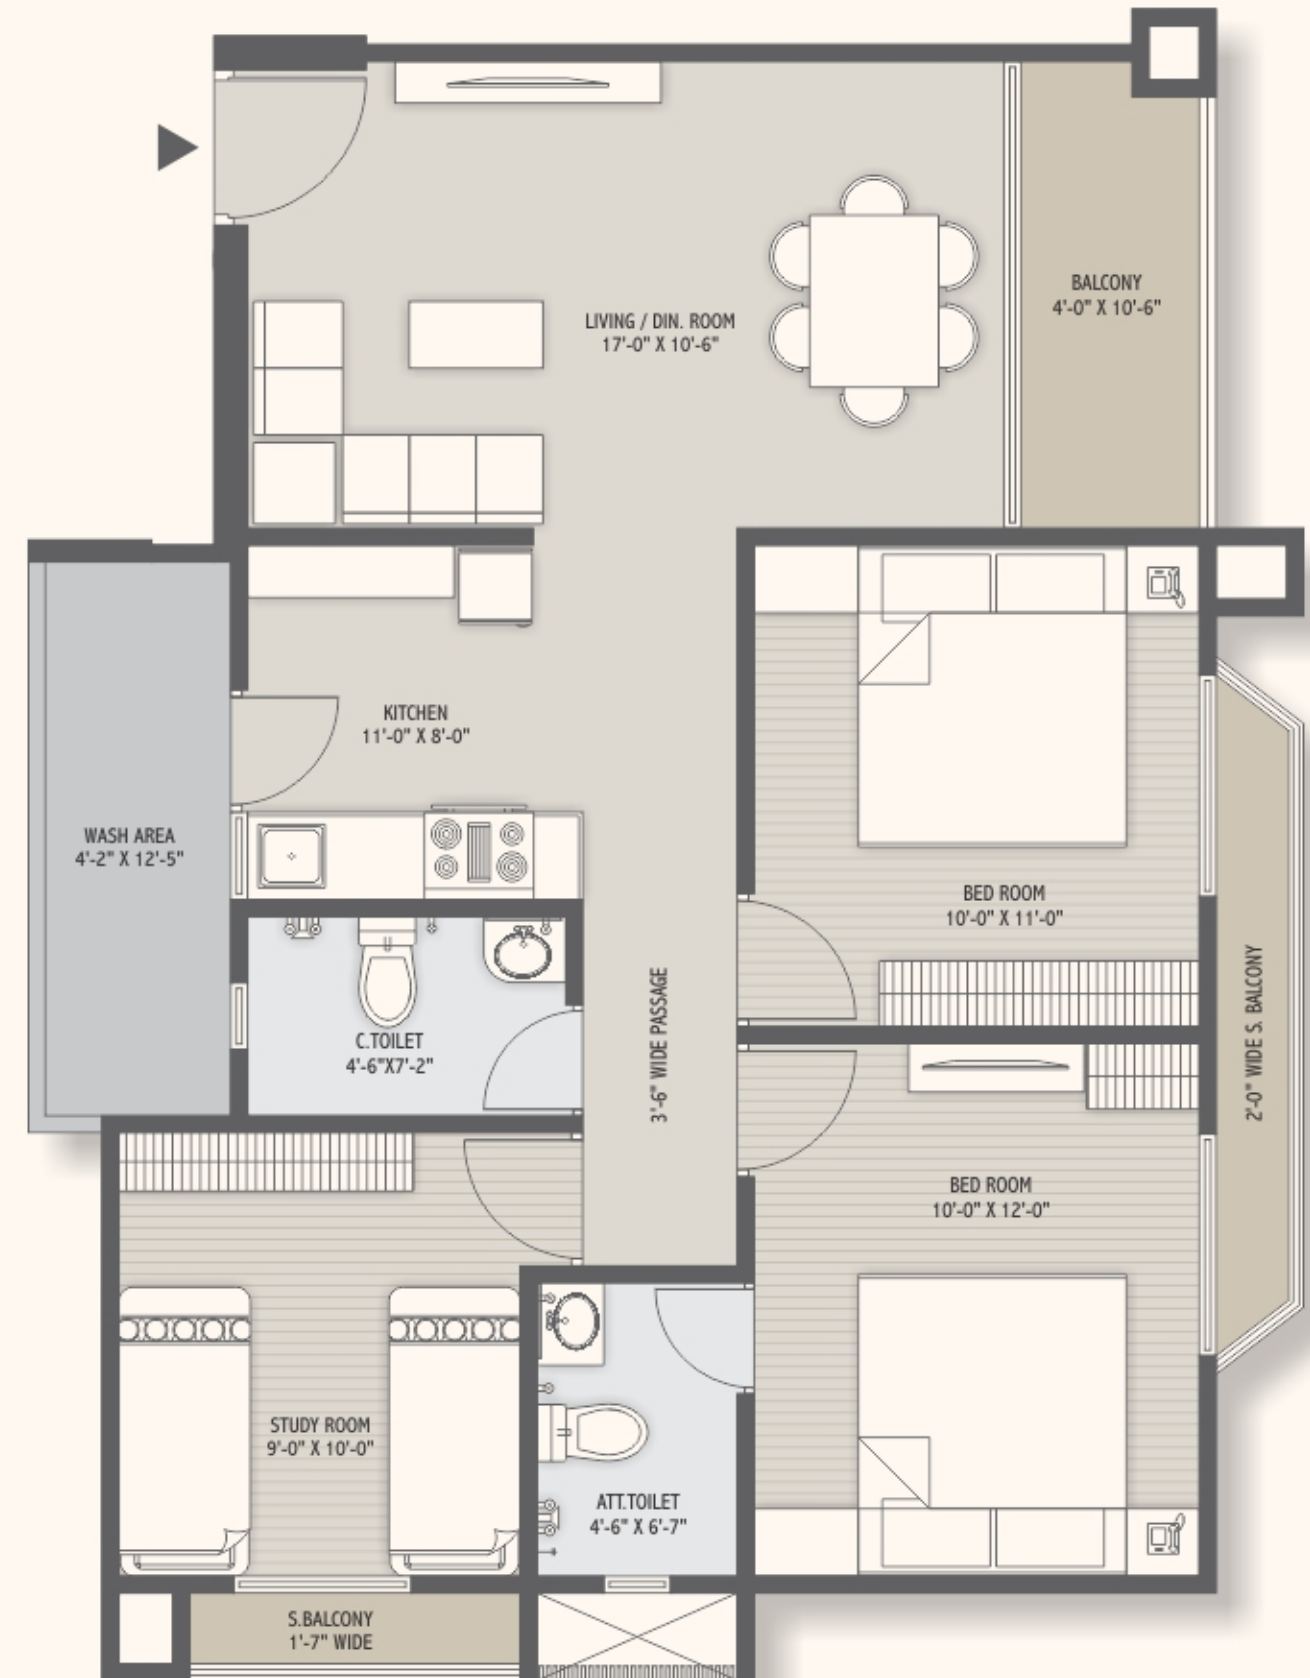 BALCONY
4'-0" X 10'-6"
LIVING / DIN. ROOM
17'-0" X 10'-6"
KITCHEN
11'-0" X 8'-0"
WASH AREA
4'-2" X 12'-5"
BED ROOM
10'-0" X 11'-0"
3'-6" WIDE PASSAGE
2'-0" WIDE S. BALCONY
C.TOILET
4'-6"X7'-2"
BED ROOM
10'-0" X 12'-0"
STUDY ROOM
9'-0" X 10'-0"
ATT.TOILET
4'-6" X 6'-7"
S.BALCONY
1'-7" WIDE